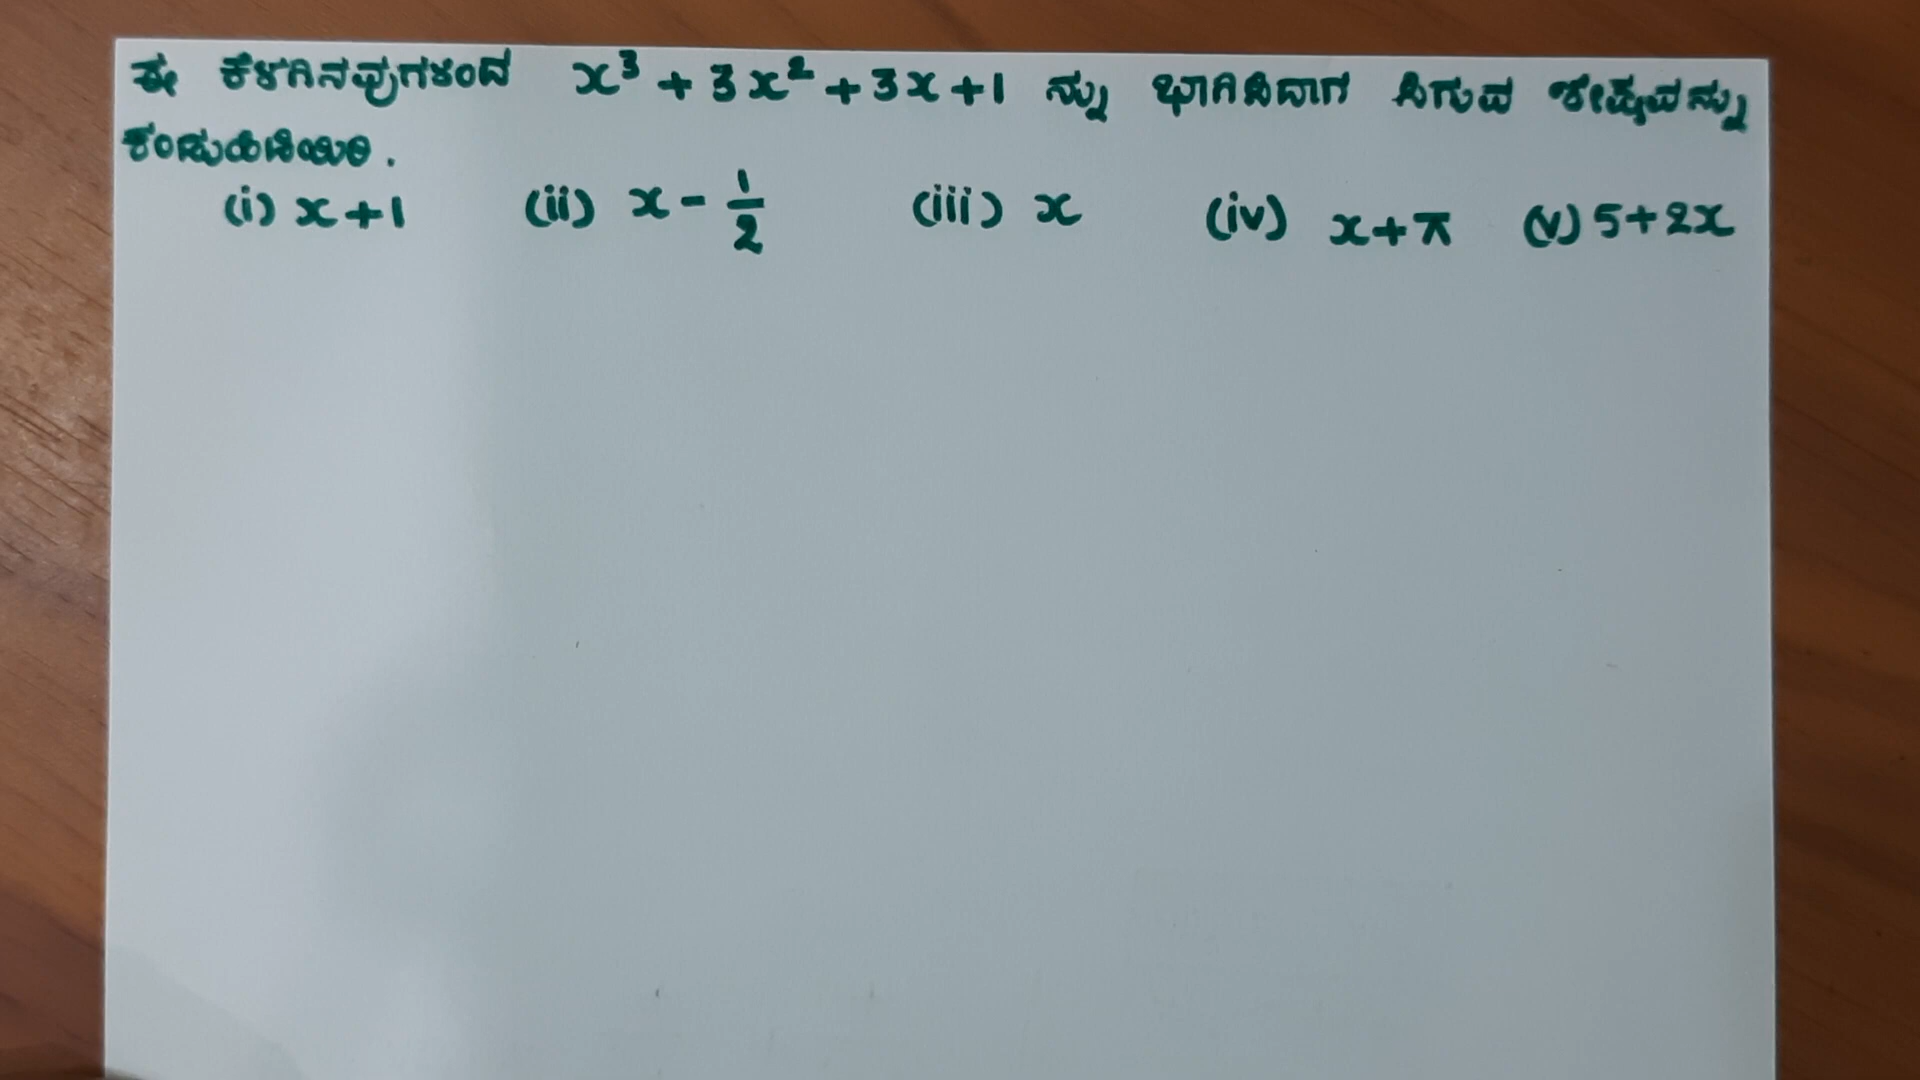 ಈ ಕೆಳಗಿನವುಗಳಿಂದ x³ + 3x² + 3x + 1 ನ್ನು ಭಾಗಿಸಿದಾಗ ಸಿಗುವ ಶೇಷವನ್ನು
ಕಂಡುಹಿಡಿಯಿರಿ.
(i) x + 1 (ii) x - 1/2 (iii) x (iv) x + π (v) 5 + 2x